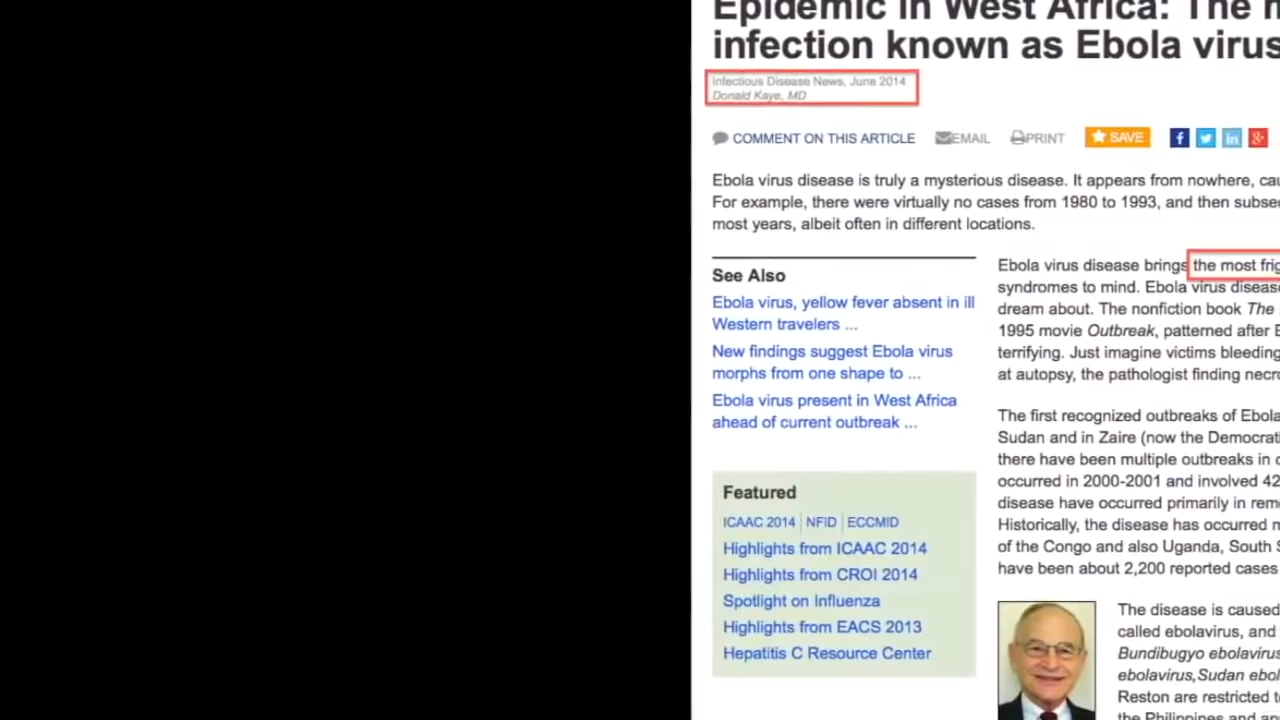 Epidemic in West Africa: The
infection known as Ebola virus
Infectious Disease News, June 2014
Donald Kaye, MD
COMMENT ON THIS ARTICLE EMAIL PRINT SAVE f in g+
Ebola virus disease is truly a mysterious disease. It appears from nowhere,
For example, there were virtually no cases from 1980 to 1993, and then
most years, albeit often in different locations.
See Also
Ebola virus, yellow fever absent in ill
Western travelers ...
New findings suggest Ebola virus
morphs from one shape to ...
Ebola virus present in West Africa
ahead of current outbreak ...
Featured
ICAAC 2014 NFID ECCMID
Highlights from ICAAC 2014
Highlights from CROI 2014
Spotlight on Influenza
Highlights from EACS 2013
Hepatitis C Resource Center
Ebola virus disease brings the most
syndromes to mind. Ebola virus
dream about. The nonfiction book The
1995 movie Outbreak, patterned after
terrifying. Just imagine victims bleeding
at autopsy, the pathologist finding
The first recognized outbreaks of Ebola
Sudan and in Zaire (now the
there have been multiple outbreaks in
occurred in 2000-2001 and involved 42
disease have occurred primarily in
Historically, the disease has occurred
of the Congo and also Uganda, South
have been about 2,200 reported cases
The disease is caused
called ebolavirus, and
Bundibugyo ebolavirus
ebolavirus, Sudan
Reston are restricted
the Philippines and